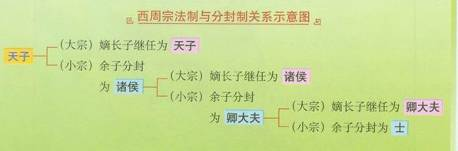 西周宗法制与分封制关系示意图
天子
(大宗) 嫡长子继任为 天子
(小宗) 余子分封
为 诸侯
(大宗) 嫡长子继任为 诸侯
(小宗) 余子分封
为 卿大夫
(大宗) 嫡长子继任为 卿大夫
(小宗) 余子分封为 士